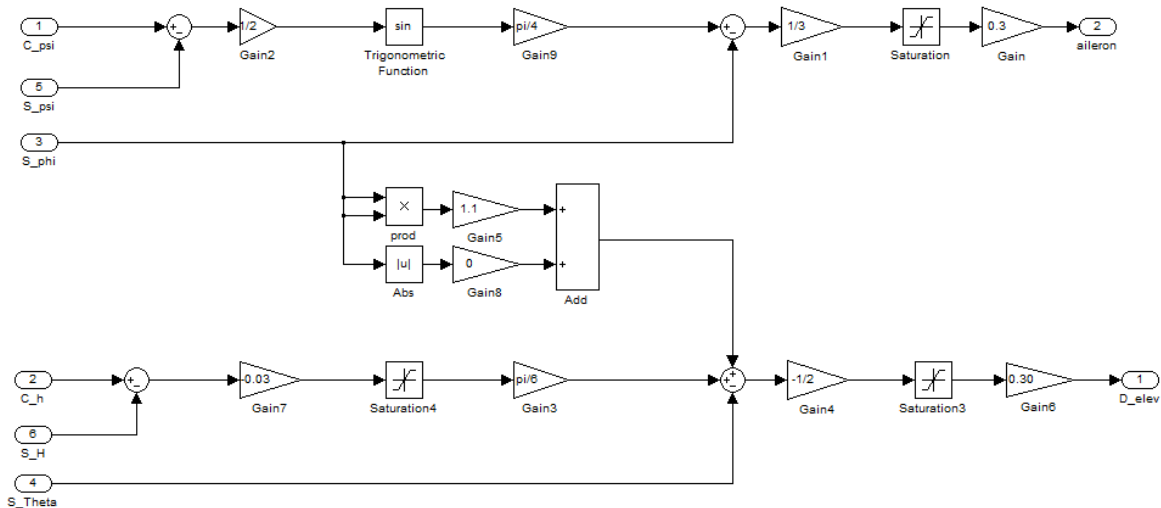 1
C_psi
1/2
Gain2
sin
Trigonometric
Function
pi/4
Gain9
1/3
Gain1
Saturation
0.3
Gain
2
aileron
5
S_psi
3
S_phi
×
prod
1.1
Gain5
+
+
Add
|u|
Abs
0
Gain8
2
C_h
-0.03
Gain7
Saturation4
pi/6
Gain3
-1/2
Gain4
Saturation3
0.30
Gain6
1
D_elev
6
S_H
4
S_Theta